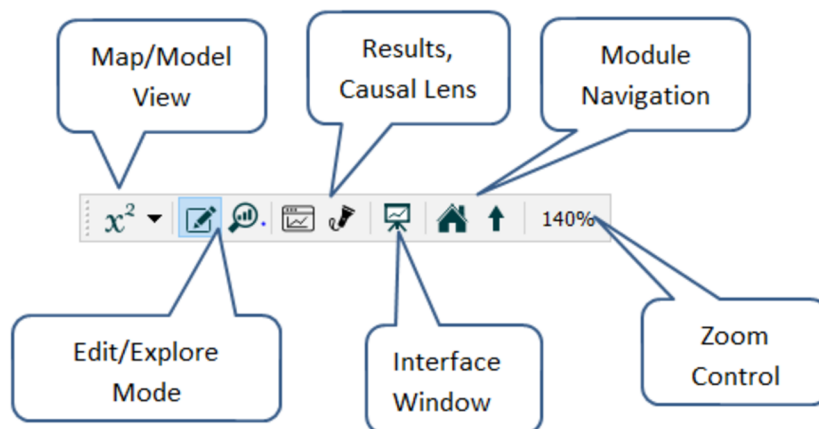 Map/Model
View
Results,
Causal Lens
Module
Navigation
x²
140%
Edit/Explore
Mode
Interface
Window
Zoom
Control